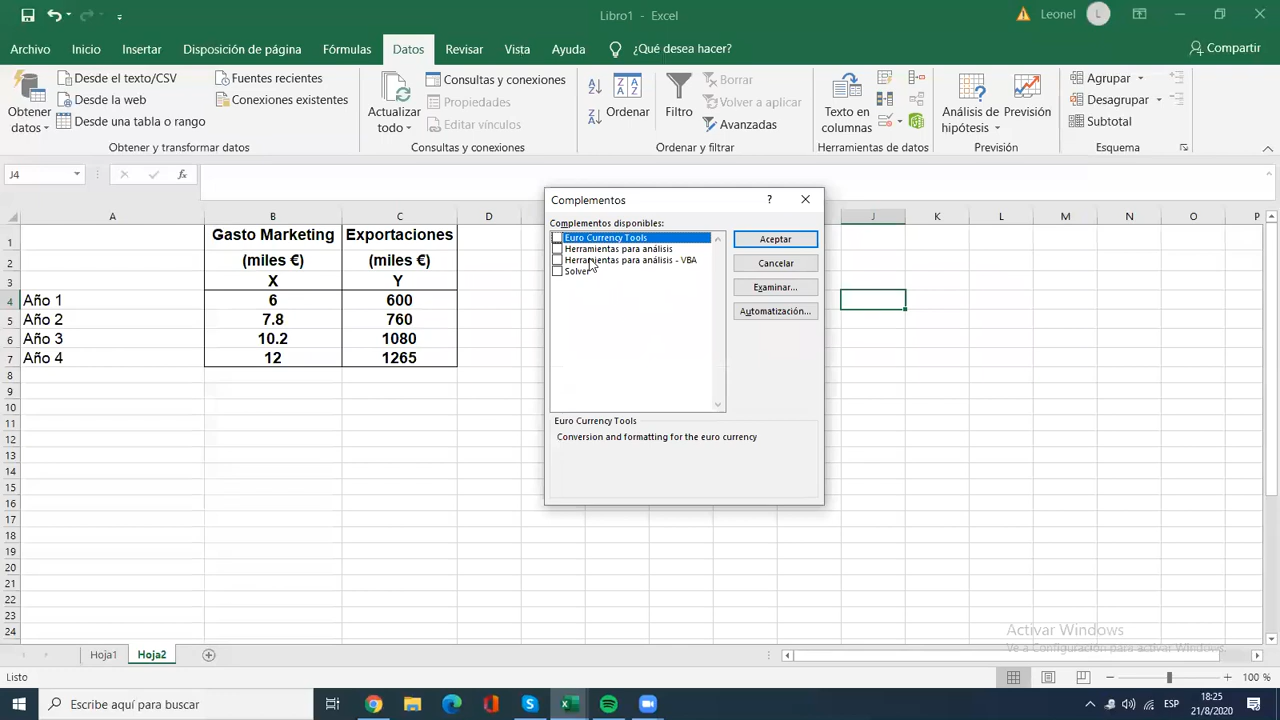 Libro1 - Excel
Leonel
L
Archivo Inicio Insertar Disposición de página Fórmulas Datos Revisar Vista Ayuda ¿Qué desea hacer? Compartir
Obtener datos
Desde el texto/CSV
Desde la web
Desde una tabla o rango
Fuentes recientes
Conexiones existentes
Obtener y transformar datos
Actualizar todo
Consultas y conexiones
Propiedades
Editar vínculos
Consultas y conexiones
Ordenar
Filtro
Borrar
Volver a aplicar
Avanzadas
Ordenar y filtrar
Texto en columnas
Herramientas de datos
Análisis de hipótesis
Previsión
Previsión
Agrupar
Desagrupar
Subtotal
Esquema
J4
fx
A B C D J K L M N O P
1 Gasto Marketing Exportaciones
2 (miles €) (miles €)
3 X Y
4 Año 1 6 600
5 Año 2 7.8 760
6 Año 3 10.2 1080
7 Año 4 12 1265
8
9
10
11
12
13
14
15
16
17
18
19
20
21
22
23
24
Complementos ?
Complementos disponibles:
Euro Currency Tools
Herramientas para análisis
Herramientas para análisis - VBA
Solver
Aceptar
Cancelar
Examinar...
Automatización...
Euro Currency Tools
Conversion and formatting for the euro currency
Activar Windows
Ve a Configuración para activar Windows.
Hoja1 Hoja2
Listo
100 %
Escribe aquí para buscar
ESP
18:25
21/8/2020